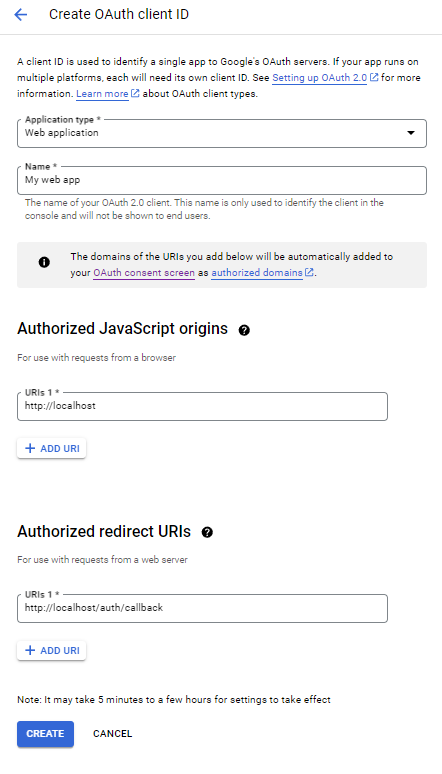 Create OAuth client ID
A client ID is used to identify a single app to Google's OAuth servers. If your app runs on
multiple platforms, each will need its own client ID. See Setting up OAuth 2.0 for more
information. Learn more about OAuth client types.
Application type *
Web application
Name *
My web app
The name of your OAuth 2.0 client. This name is only used to identify the client in the
console and will not be shown to end users.
The domains of the URIs you add below will be automatically added to
your OAuth consent screen as authorized domains.
Authorized JavaScript origins
For use with requests from a browser
URIs 1 *
http://localhost
ADD URI
Authorized redirect URIs
For use with requests from a web server
URIs 1 *
http://localhost/auth/callback
ADD URI
Note: It may take 5 minutes to a few hours for settings to take effect
CREATE CANCEL